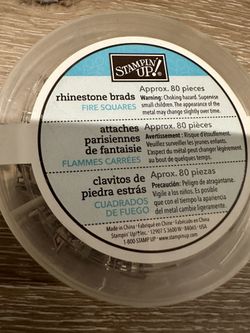 STAMPIN' UP!
rhinestone brads
FIRE SQUARES
Approx. 80 pieces
Warning: Choking hazard. Supervise
small children. The appearance of the
metal may change slightly over time.
attaches
parisiennes
de fantaisie
FLAMMES CARRÉES
Approx. 80 pièces
Avertissement : Risque d'étouffement.
Veuillez surveiller les jeunes enfants.
L'aspect du métal peut changer légèrement
au bout de quelque temps.
clavitos de
piedra estrás
CUADRADOS
DE FUEGO
Aprox. 80 piezas
Precaución: Peligro de atragantarse.
Vigile a los niños. Es posible
que con el tiempo la apariencia
del metal cambie ligeramente.
Made in China • Fabriqué en Chine • Fabricado en China
Stampin' Up! Inc. • 12907 S 3600 W • 84065 • USA
1-800 STAMP UP • www.stampinup.com